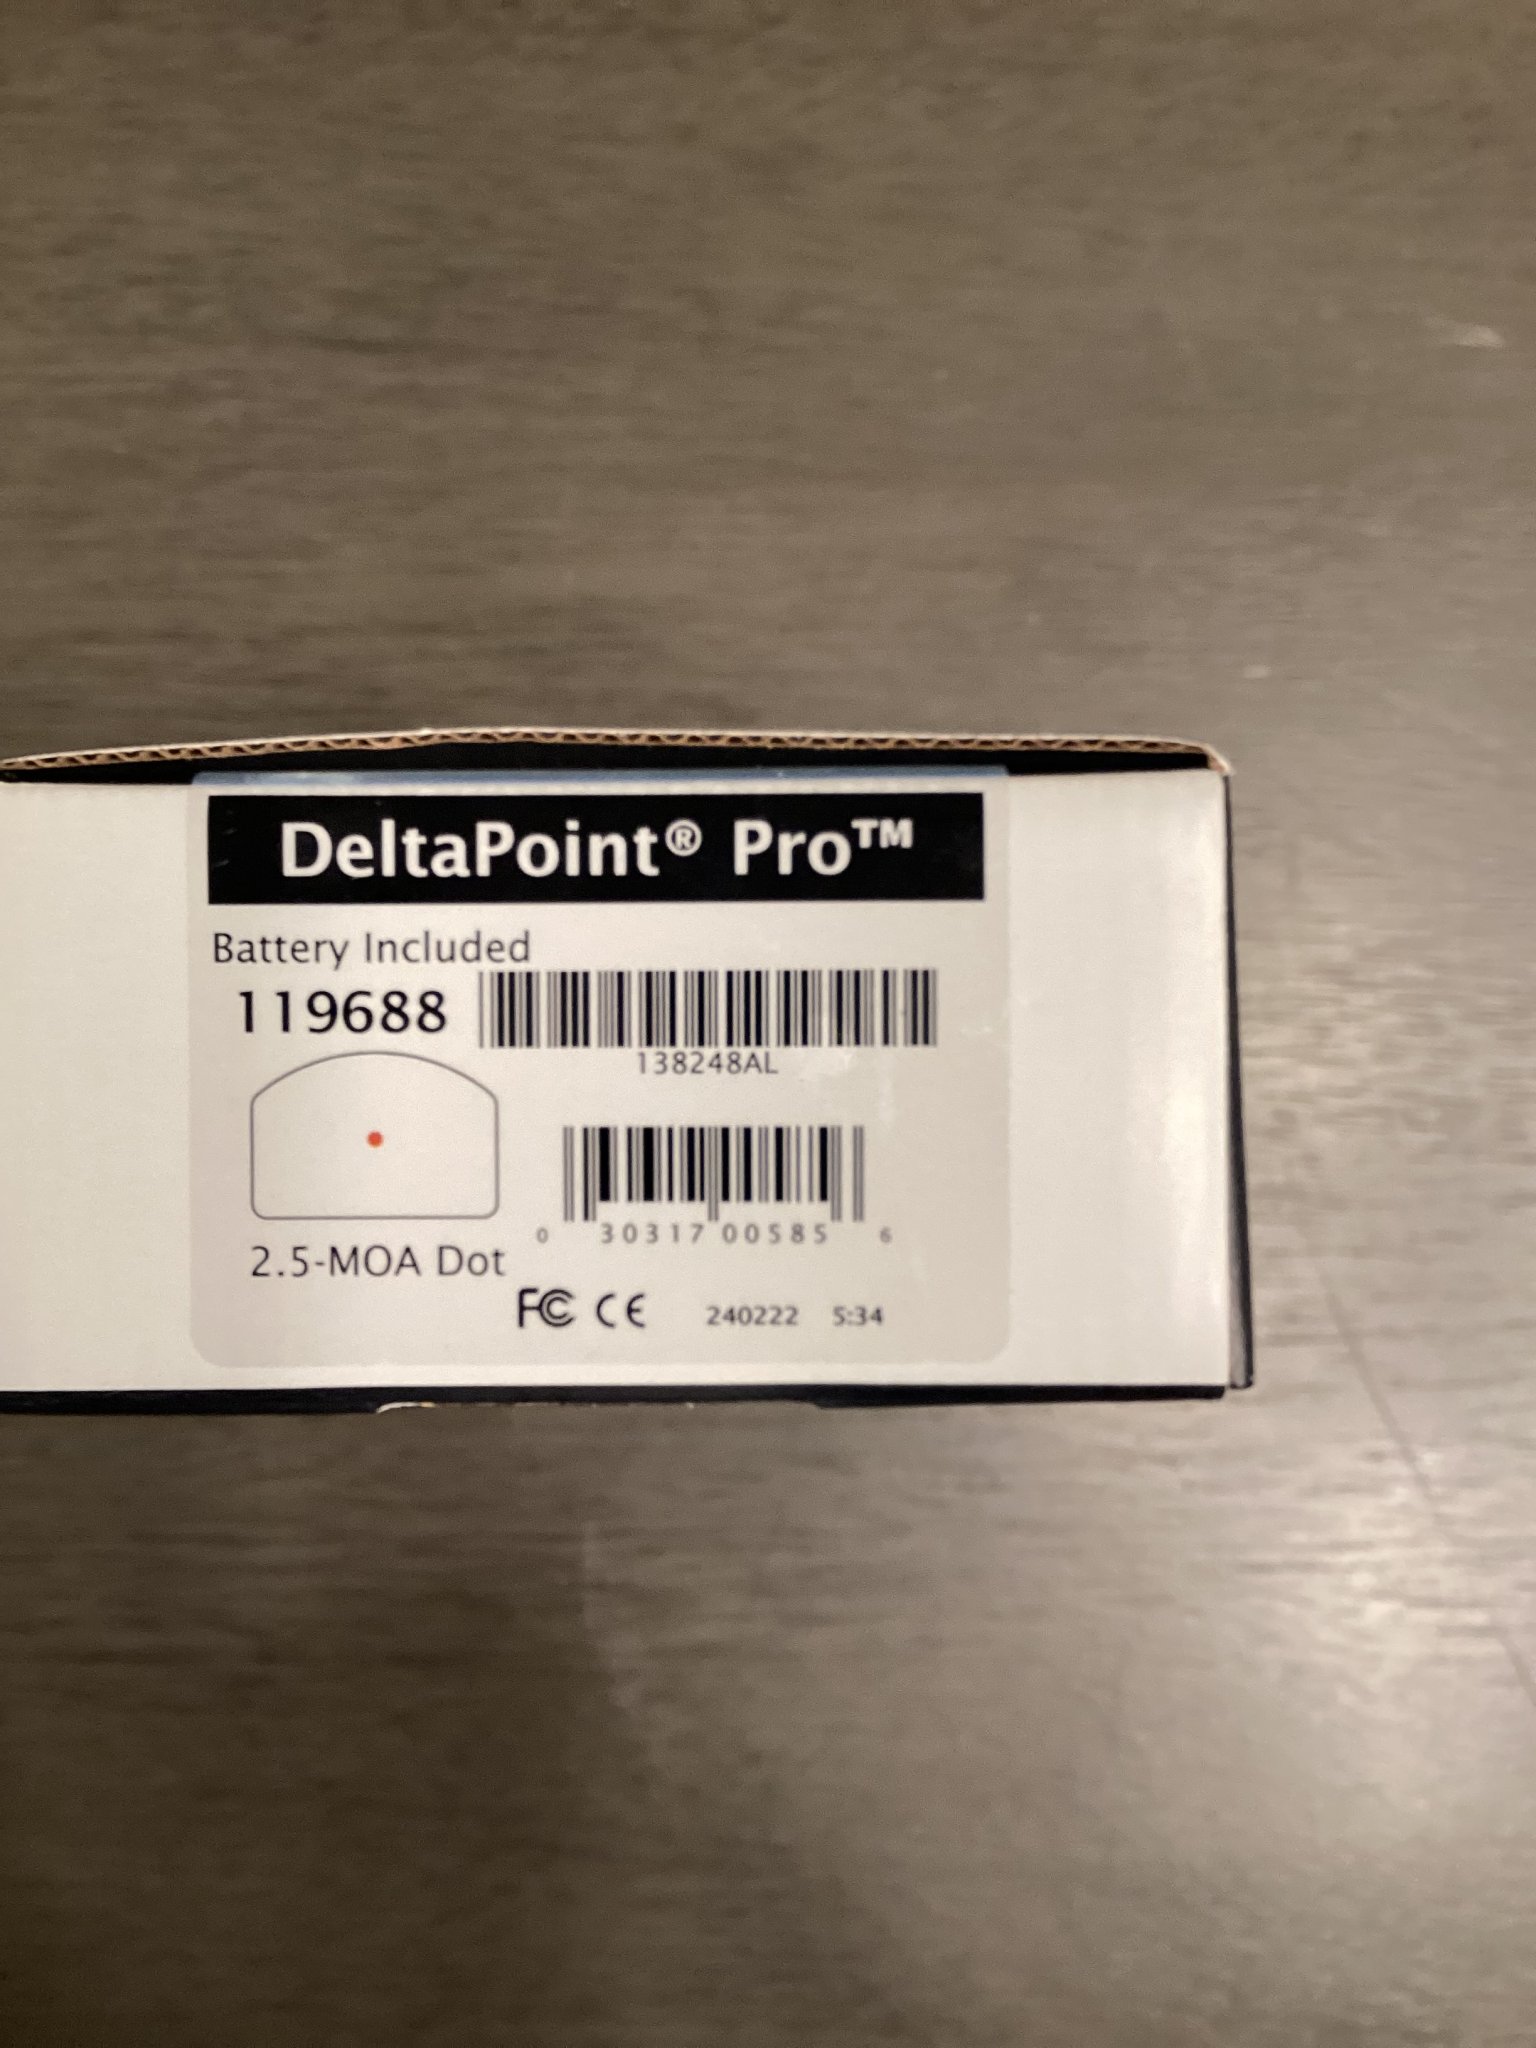 DeltaPoint® Pro™
Battery Included
119688
138248AL
0 30317 00585 6
2.5-MOA Dot
FC CE 240222 5:34